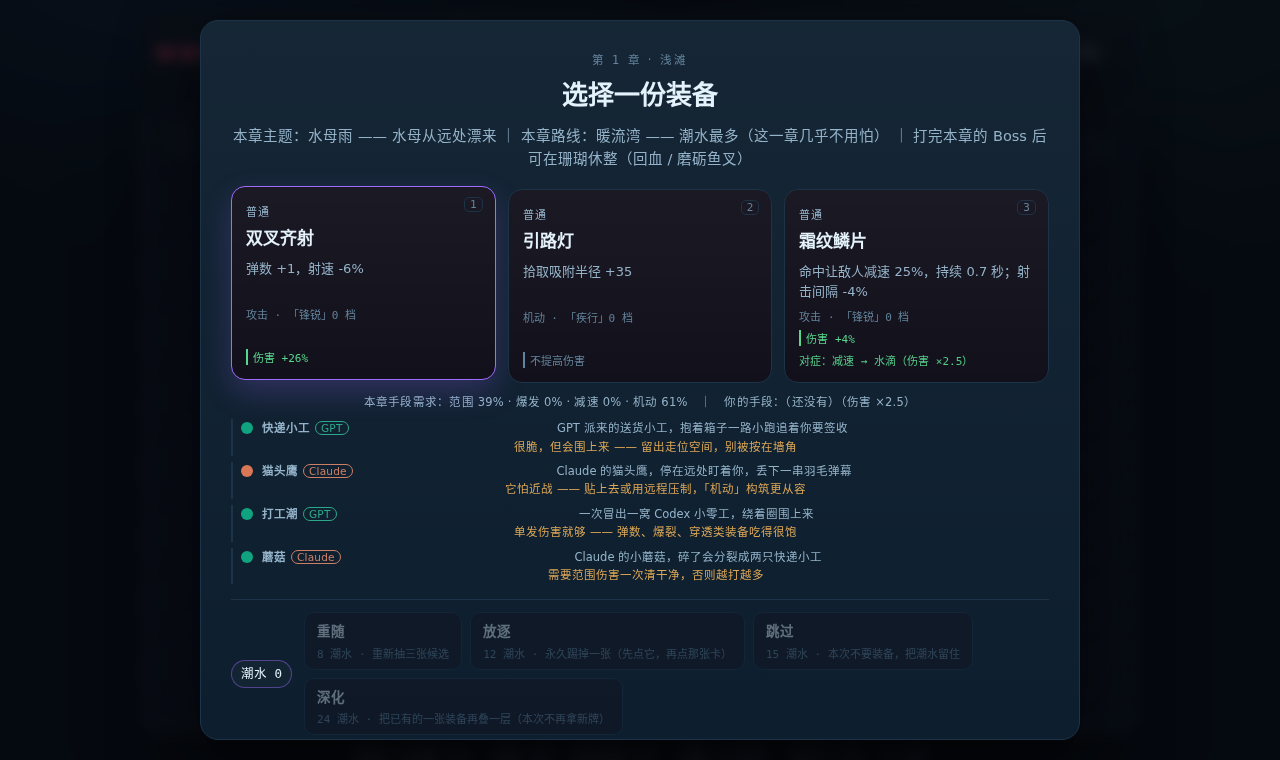 第 1 章 · 浅滩
选择一份装备
本章主题：水母雨 —— 水母从远处漂来 ｜ 本章路线：暖流湾 —— 潮水最多（这一章几乎不用怕） ｜ 打完本章的 Boss 后
可在珊瑚休整（回血 / 磨砺鱼叉）
1
普通
双叉齐射
弹数 +1，射速 -6%
攻击 · 「锋锐」0 档
伤害 +26%
2
普通
引路灯
拾取吸附半径 +35
机动 · 「疾行」0 档
不提高伤害
3
普通
霜纹鳞片
命中让敌人减速 25%，持续 0.7 秒；射
击间隔 -4%
攻击 · 「锋锐」0 档
伤害 +4%
对症：减速 → 水滴（伤害 ×2.5）
本章手段需求：范围 39% · 爆发 0% · 减速 0% · 机动 61% ｜ 你的手段：（还没有）（伤害 ×2.5）
快递小工 GPT GPT 派来的送货小工，抱着箱子一路小跑追着你要签收
很脆，但会围上来 —— 留出走位空间，别被按在墙角
猫头鹰 Claude Claude 的猫头鹰，停在远处盯着你，丢下一串羽毛弹幕
它怕近战 —— 贴上去或用远程压制，「机动」构筑更从容
打工潮 GPT 一次冒出一窝 Codex 小零工，绕着圈围上来
单发伤害就够 —— 弹数、爆裂、穿透类装备吃得很饱
蘑菇 Claude Claude 的小蘑菇，碎了会分裂成两只快递小工
需要范围伤害一次清干净，否则越打越多
潮水 0
重随
8 潮水 · 重新抽三张候选
放逐
12 潮水 · 永久踢掉一张（先点它，再点那张卡）
跳过
15 潮水 · 本次不要装备，把潮水留住
深化
24 潮水 · 把已有的一张装备再叠一层（本次不再拿新牌）